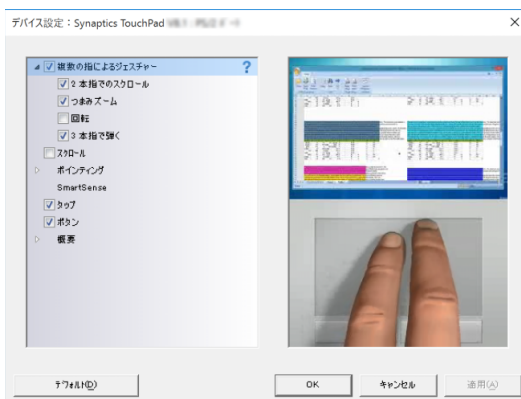 デバイス設定：Synaptics TouchPad
複数の指によるジェスチャー
?
2 本指でのスクロール
つまみズーム
回転
3 本指で弾く
スクロール
ポインティング
SmartSense
タップ
ボタン
概要
デフォルト(D)
OK
キャンセル
適用(A)